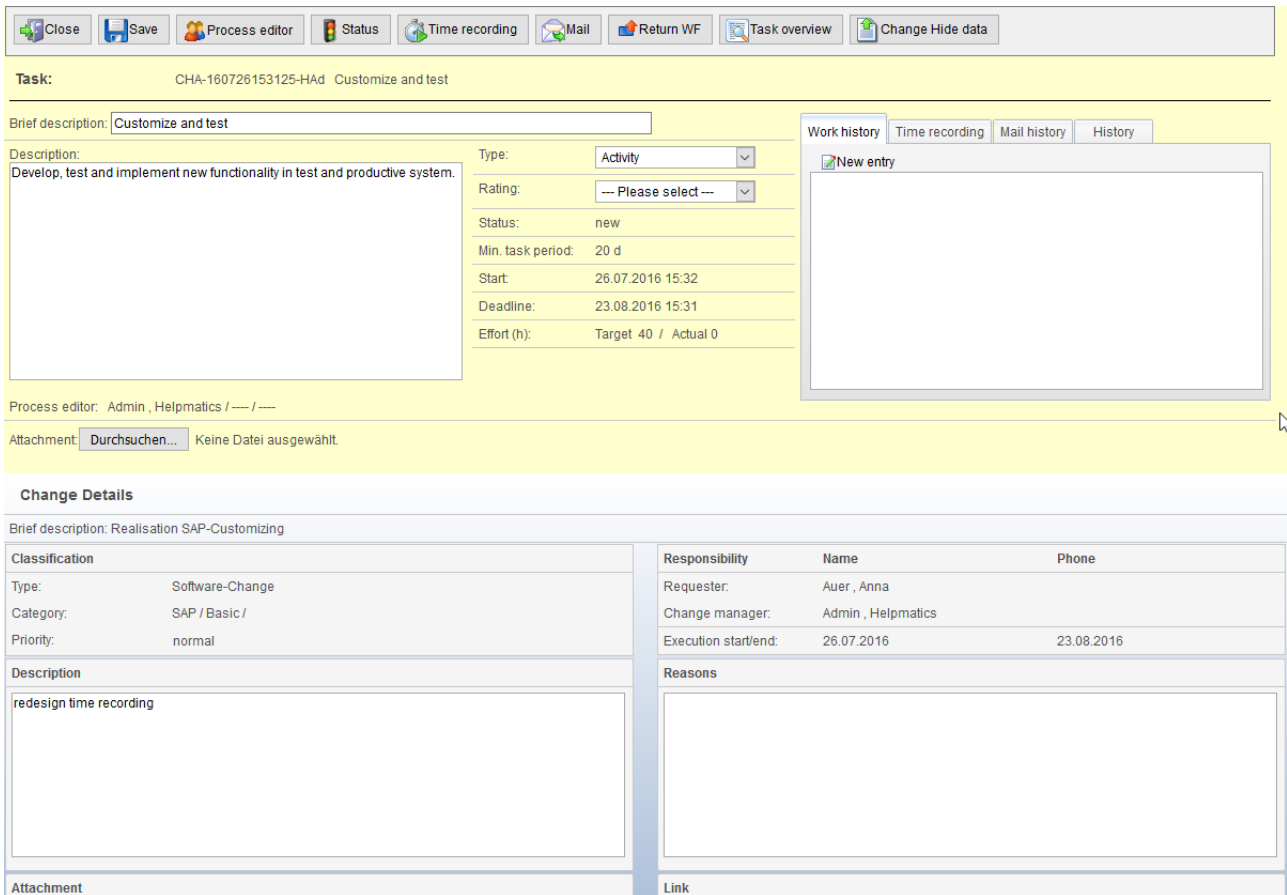 Close Save Process editor Status Time recording Mail Return WF Task overview Change Hide data
Task: CHA-160726153125-HAd Customize and test
Brief description: Customize and test
Description:
Develop, test and implement new functionality in test and productive system.
Type: Activity
Rating: --- Please select ---
Status: new
Min. task period: 20 d
Start: 26.07.2016 15:32
Deadline: 23.08.2016 15:31
Effort (h): Target 40 / Actual 0
Work history Time recording Mail history History
New entry
Process editor: Admin , Helpmatics / ---- / ----
Attachment: Durchsuchen... Keine Datei ausgewählt.
Change Details
Brief description: Realisation SAP-Customizing
Classification
Type: Software-Change
Category: SAP / Basic /
Priority: normal
Responsibility Name Phone
Requester: Auer , Anna
Change manager: Admin , Helpmatics
Execution start/end: 26.07.2016 23.08.2016
Description
redesign time recording
Reasons
Attachment
Link